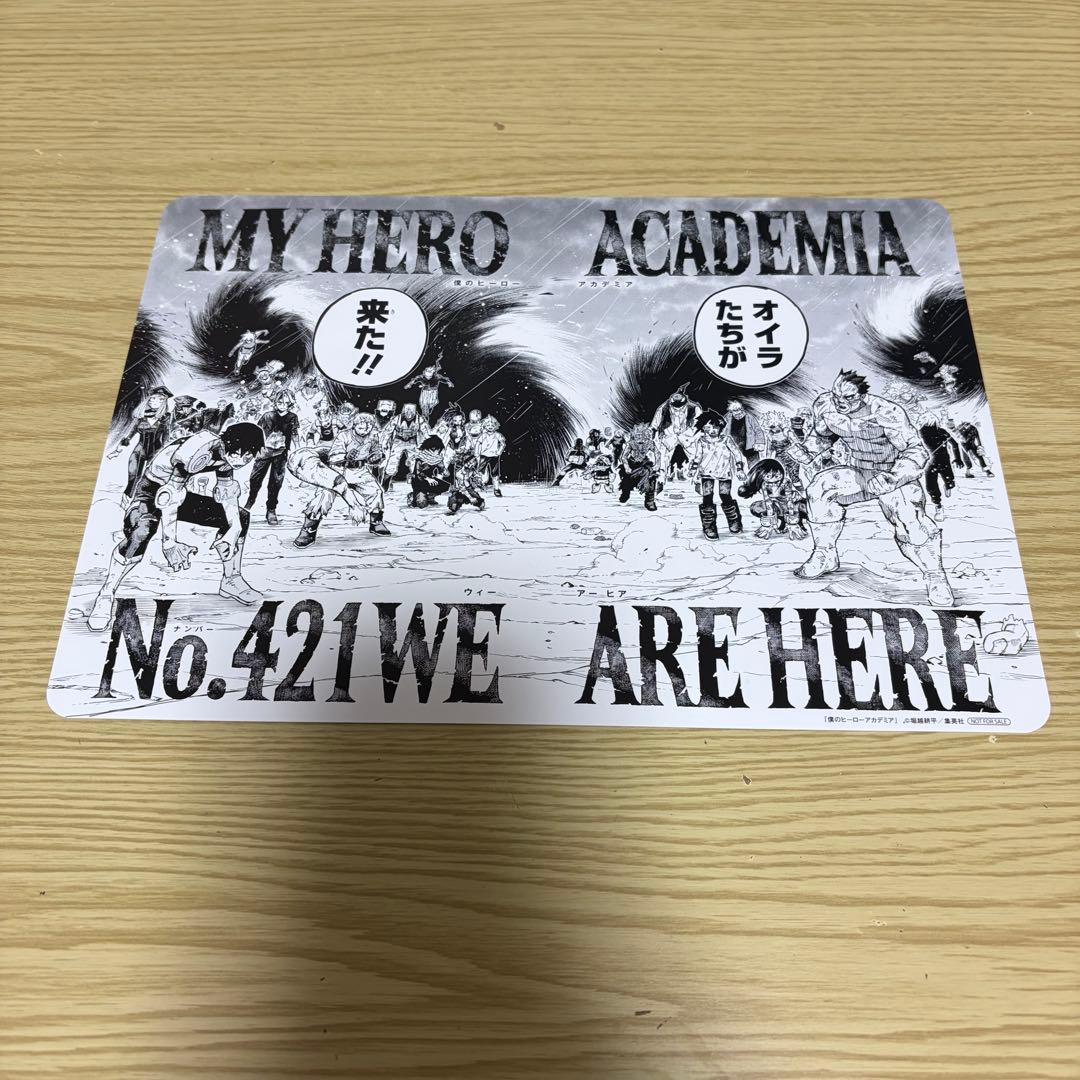 MY HERO ACADEMIA
僕のヒーロー アカデミア
オイラ
たちが
来た!!
ウィー アー ヒア
ナンバー
No.421 WE ARE HERE
「僕のヒーローアカデミア」 ©堀越耕平/集英社 NOT FOR SALE